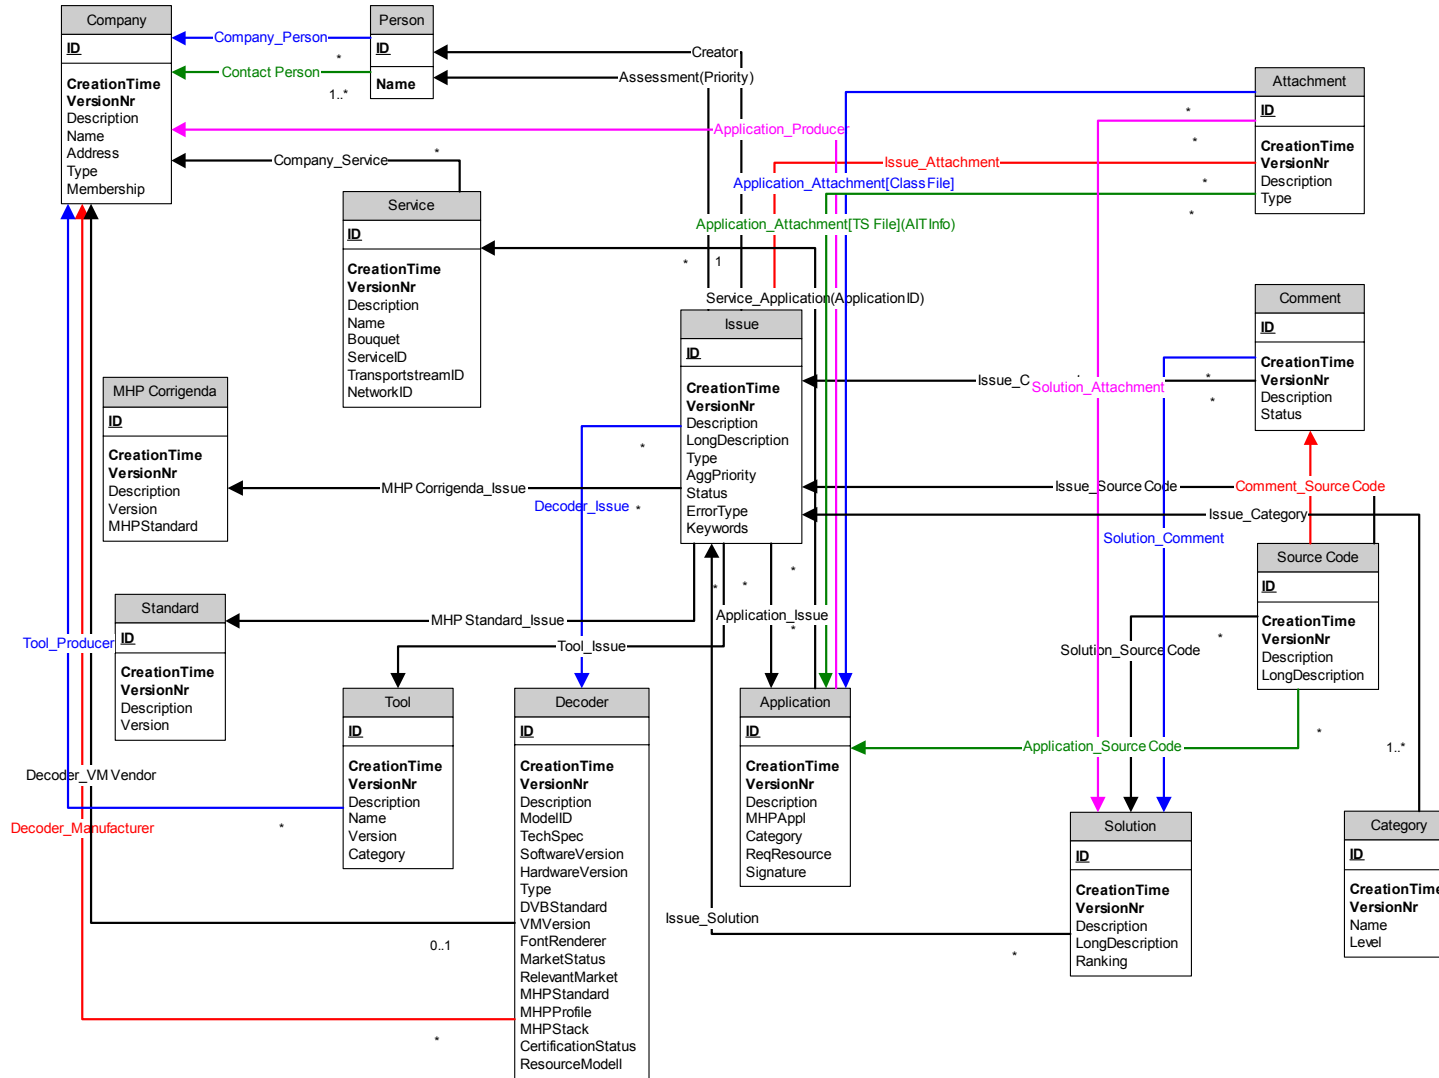 Company
ID
CreationTime
VersionNr
Description
Name
Address
Type
Membership
Person
ID
Name
Company_Person
*
Contact Person
1..*
Creator
Assessment(Priority)
Application_Producer
Company_Service
*
Service
ID
CreationTime
VersionNr
Description
Name
Bouquet
ServiceID
TransportstreamID
NetworkID
Attachment
ID
CreationTime
VersionNr
Description
Type
*
*
*
*
Issue_Attachment
Application_Attachment[ClassFile]
Application_Attachment[TS File](AITInfo)
*
1
Service_Application(ApplicationID)
Issue
ID
CreationTime
VersionNr
Description
LongDescription
Type
AggPriority
Status
ErrorType
Keywords
Comment
ID
CreationTime
VersionNr
Description
Status
Issue_C
Solution_Attachment
*
*
MHP Corrigenda
ID
CreationTime
VersionNr
Description
Version
MHPStandard
*
MHP Corrigenda_Issue
Decoder_Issue
*
Issue_Source Code
Comment_Source Code
Issue_Category
Solution_Comment
Source Code
ID
CreationTime
VersionNr
Description
LongDescription
Standard
ID
CreationTime
VersionNr
Description
Version
MHP Standard_Issue
*
*
*
*
Application_Issue
Tool_Issue
Solution_Source Code
*
Tool_Producer
Tool
ID
CreationTime
VersionNr
Description
Name
Version
Category
Decoder
ID
CreationTime
VersionNr
Description
ModelID
TechSpec
SoftwareVersion
HardwareVersion
Type
DVBStandard
VMVersion
FontRenderer
MarketStatus
RelevantMarket
MHPStandard
MHPProfile
MHPStack
CertificationStatus
ResourceModell
Application
ID
CreationTime
VersionNr
Description
MHPAppl
Category
ReqResource
Signature
Application_Source Code
*
1..*
Decoder_VM Vendor
Decoder_Manufacturer
*
0..1
*
Solution
ID
CreationTime
VersionNr
Description
LongDescription
Ranking
Category
ID
CreationTime
VersionNr
Name
Level
Issue_Solution
*